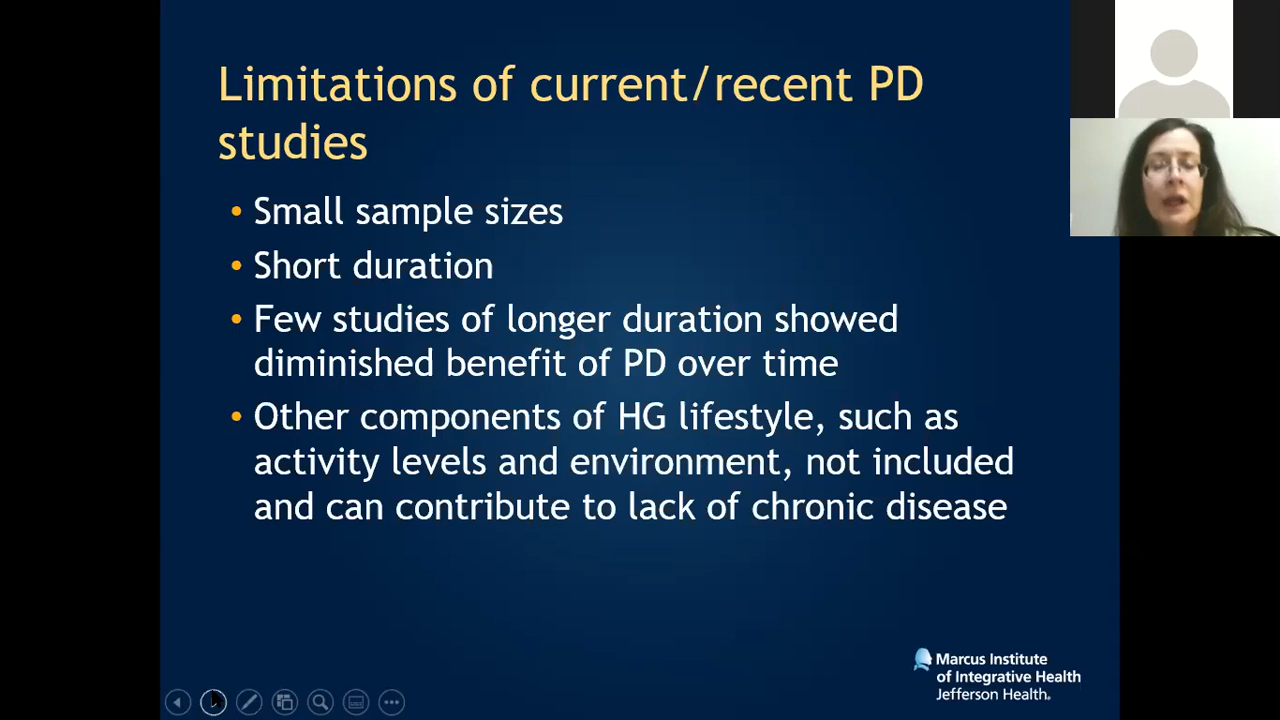 Limitations of current/recent PD
studies
• Small sample sizes
• Short duration
• Few studies of longer duration showed
diminished benefit of PD over time
• Other components of HG lifestyle, such as
activity levels and environment, not included
and can contribute to lack of chronic disease
Marcus Institute
of Integrative Health
Jefferson Health.